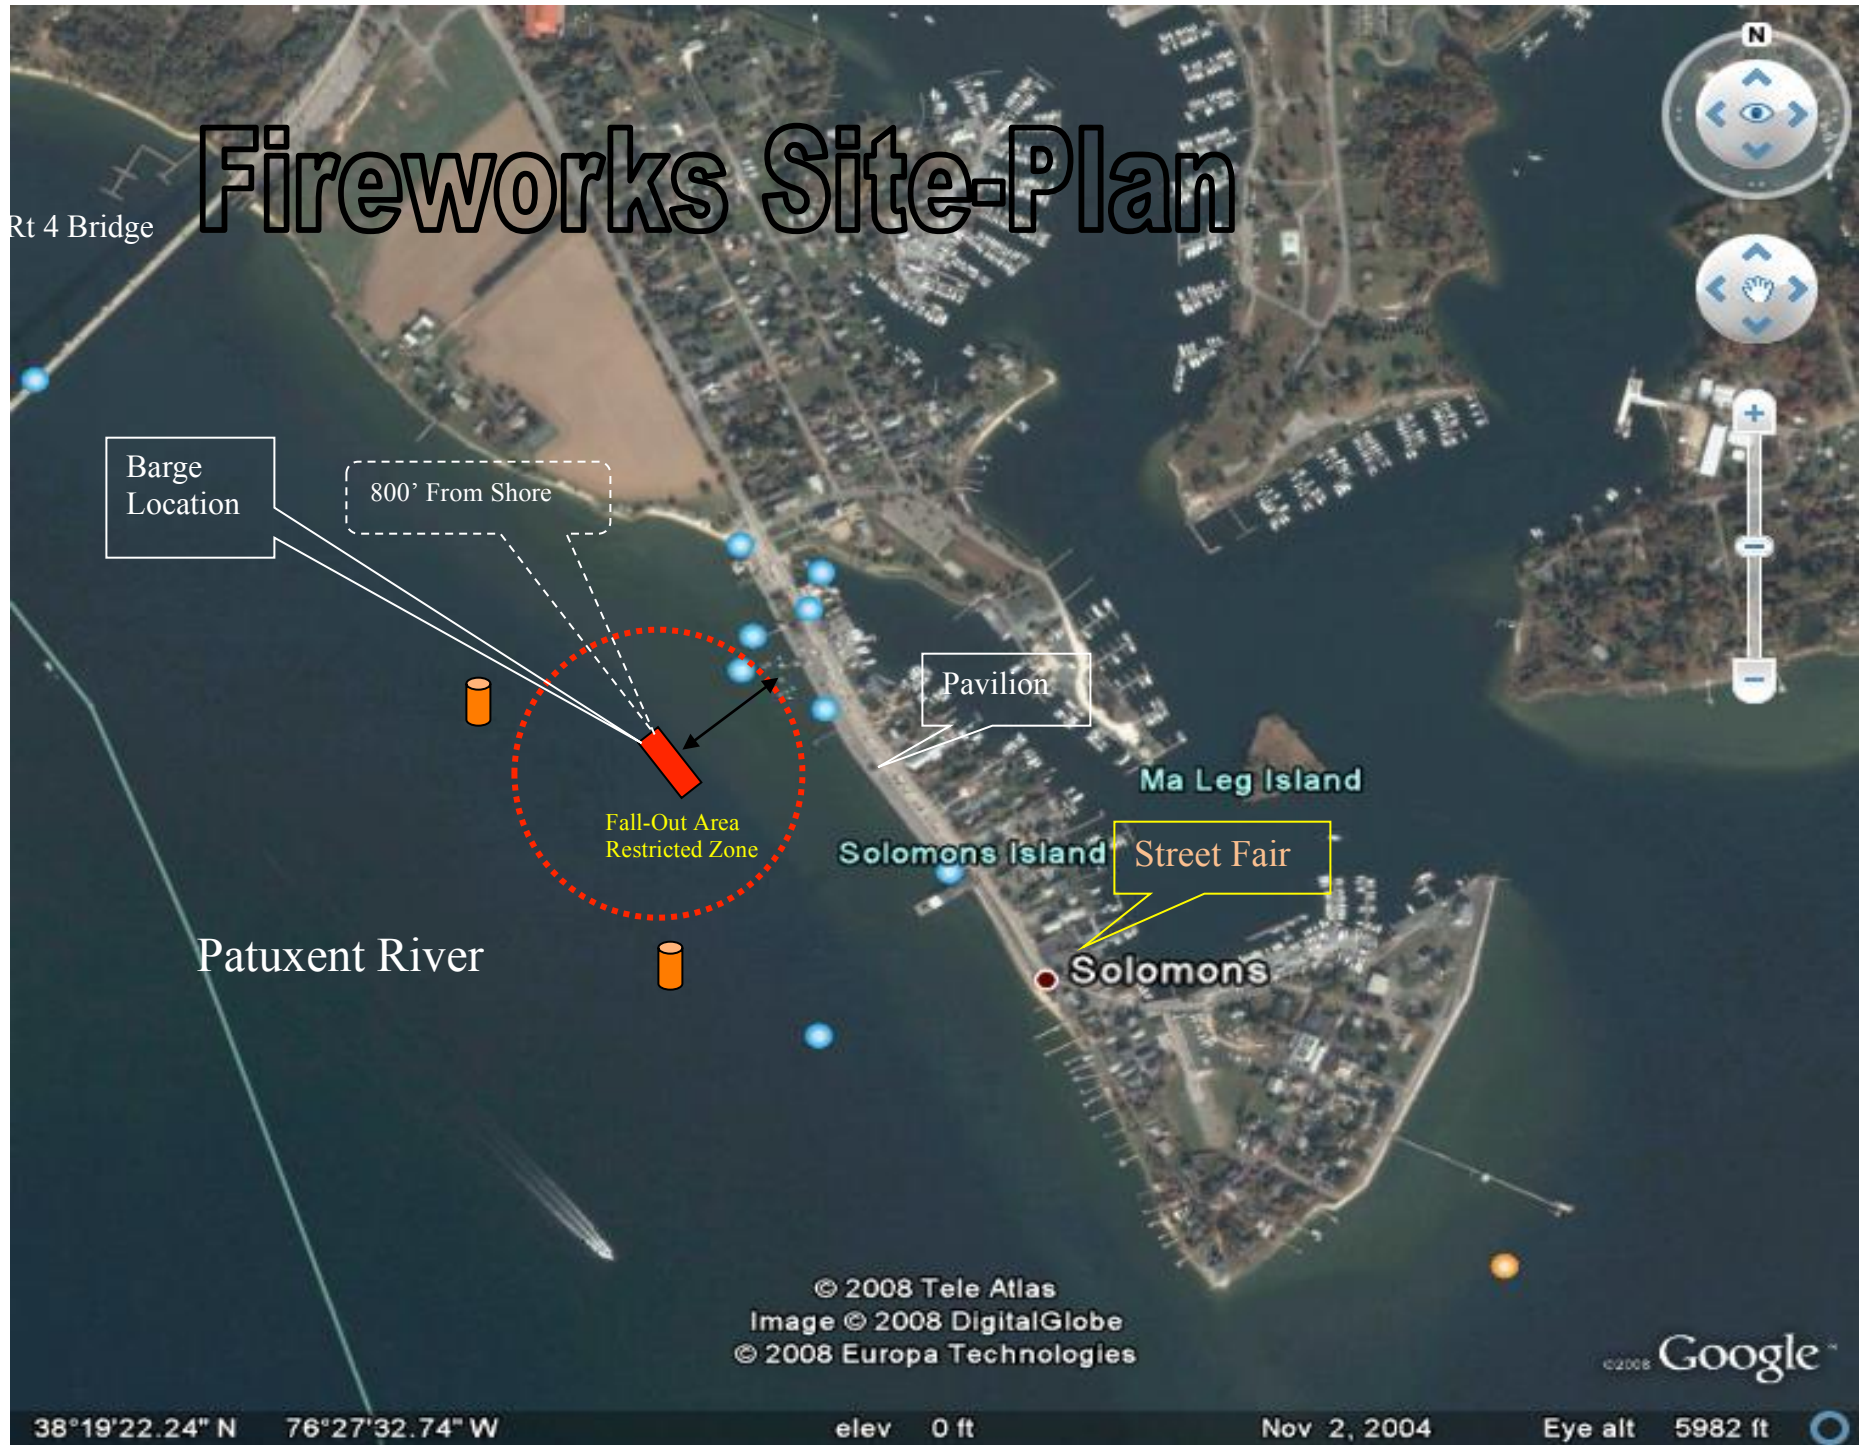 Fireworks Site-Plan
N
Rt 4 Bridge
Barge
Location
800' From Shore
Pavilion
Ma Leg Island
Fall-Out Area
Restricted Zone
Solomons Island
Street Fair
Patuxent River
Solomons
© 2008 Tele Atlas
Image © 2008 DigitalGlobe
© 2008 Europa Technologies
©2008 Google™
38°19'22.24" N 76°27'32.74" W elev 0 ft Nov 2, 2004 Eye alt 5982 ft